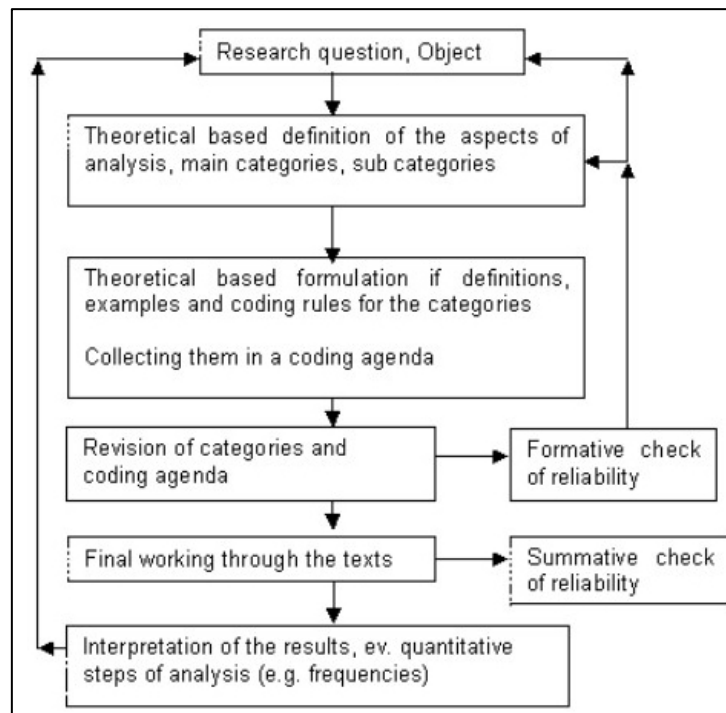 Research question, Object
Theoretical based definition of the aspects of
analysis, main categories, sub categories
Theoretical based formulation if definitions,
examples and coding rules for the categories
Collecting them in a coding agenda
Revision of categories and
coding agenda
Formative check
of reliability
Final working through the texts
Summative check
of reliability
Interpretation of the results, ev. quantitative
steps of analysis (e.g. frequencies)